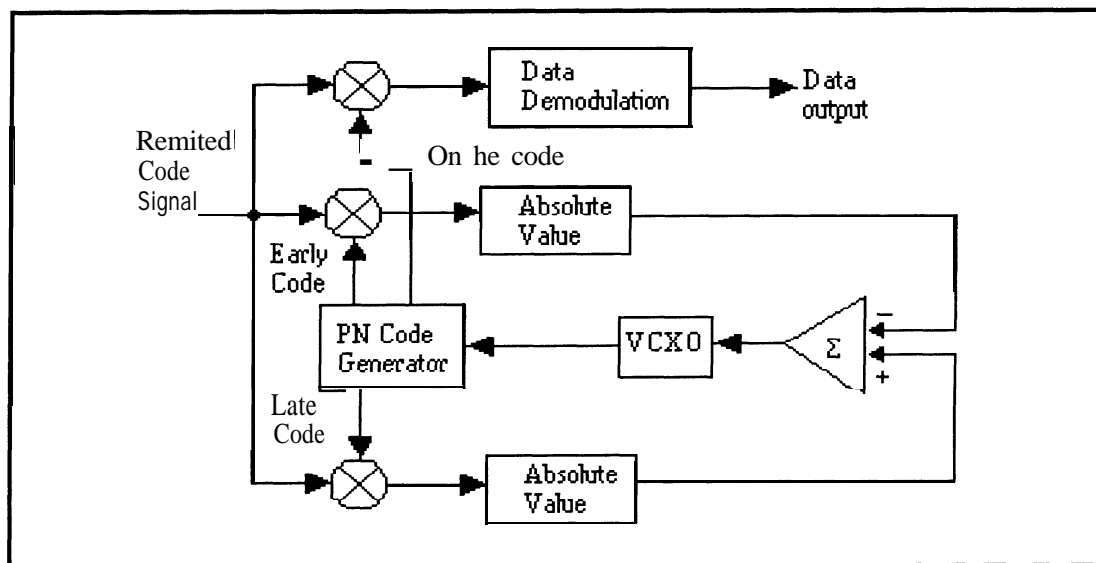 Data
Demodulation
Data
output
Remited
Code
Signal
On he code
Absolute
Value
Early
Code
PN Code
Generator
VCXO
Σ
−
+
Late
Code
Absolute
Value